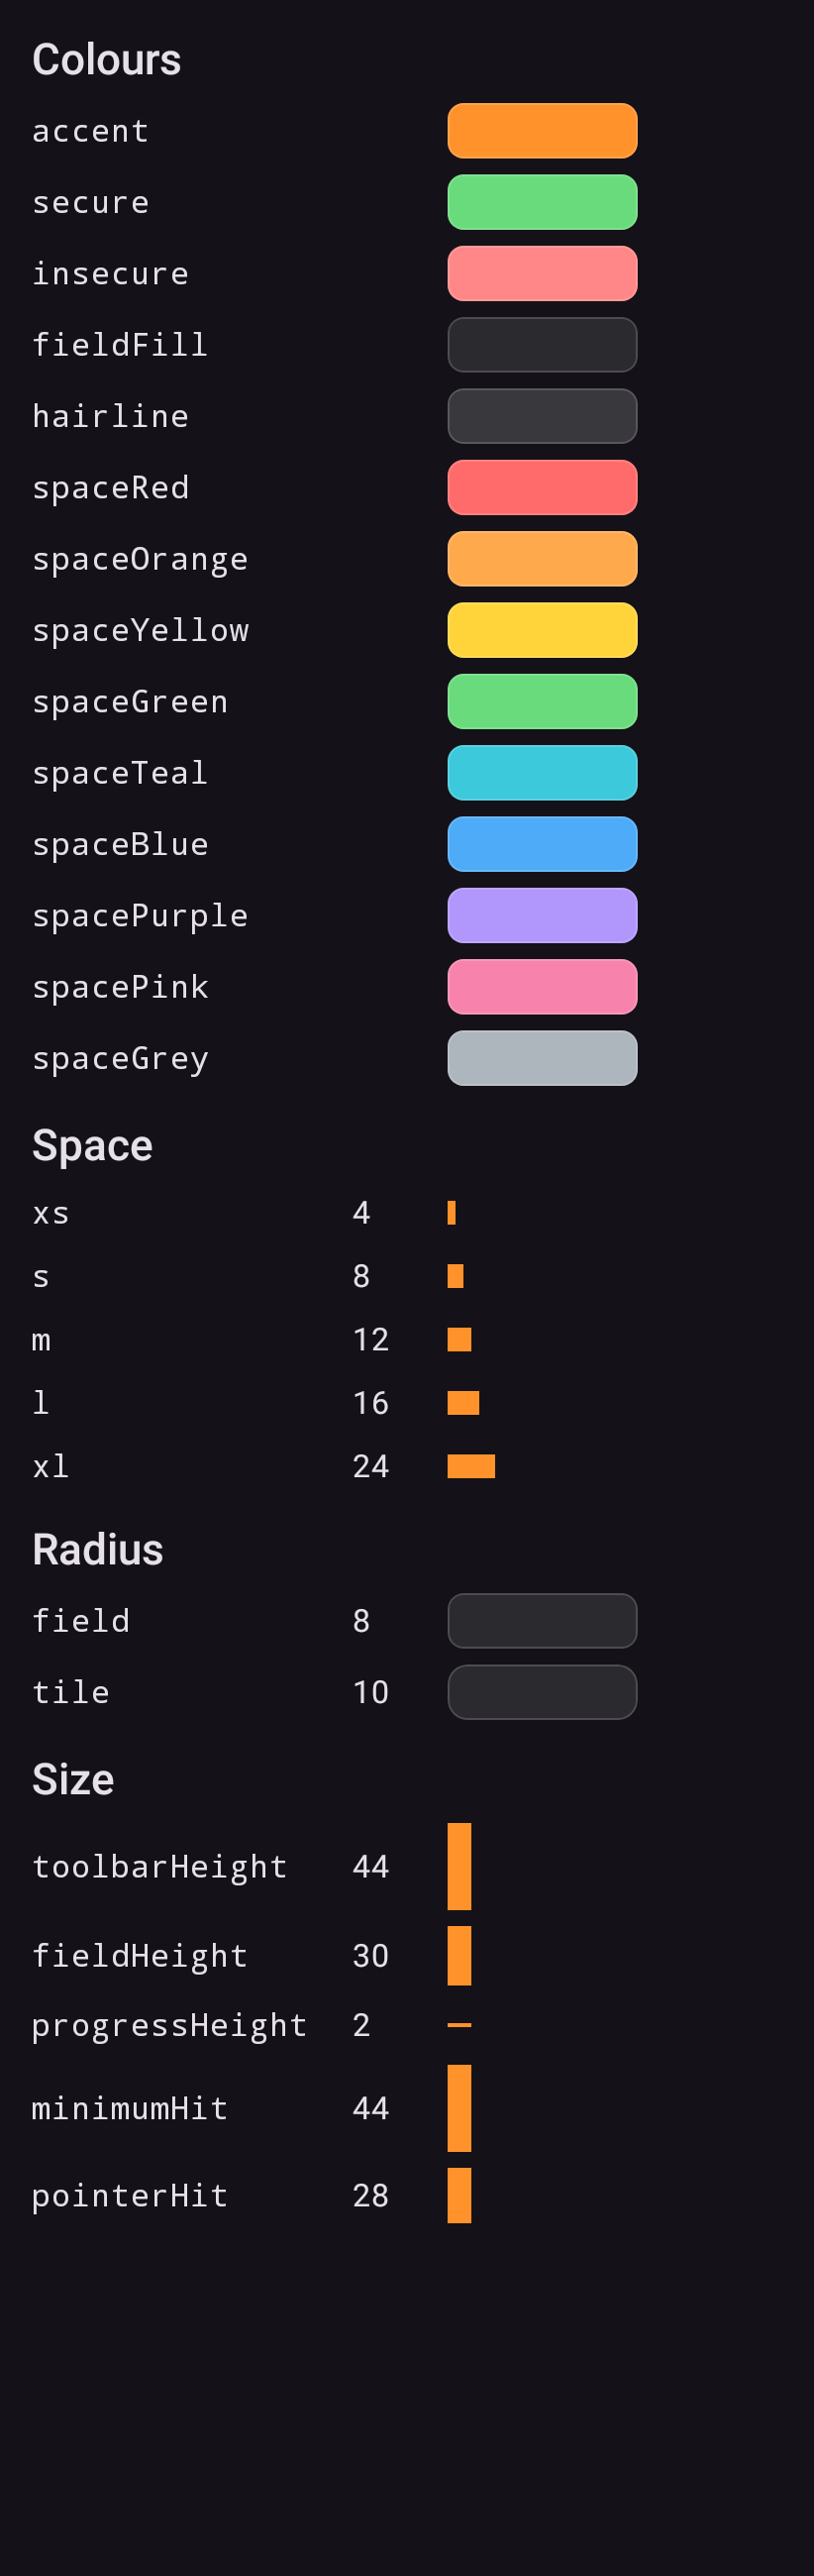 Colours
accent
secure
insecure
fieldFill
hairline
spaceRed
spaceOrange
spaceYellow
spaceGreen
spaceTeal
spaceBlue
spacePurple
spacePink
spaceGrey
Space
xs 4
s 8
m 12
l 16
xl 24
Radius
field 8
tile 10
Size
toolbarHeight 44
fieldHeight 30
progressHeight 2
minimumHit 44
pointerHit 28